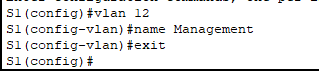 S1(config)#vlan 12
S1(config-vlan)#name Management
S1(config-vlan)#exit
S1(config)#